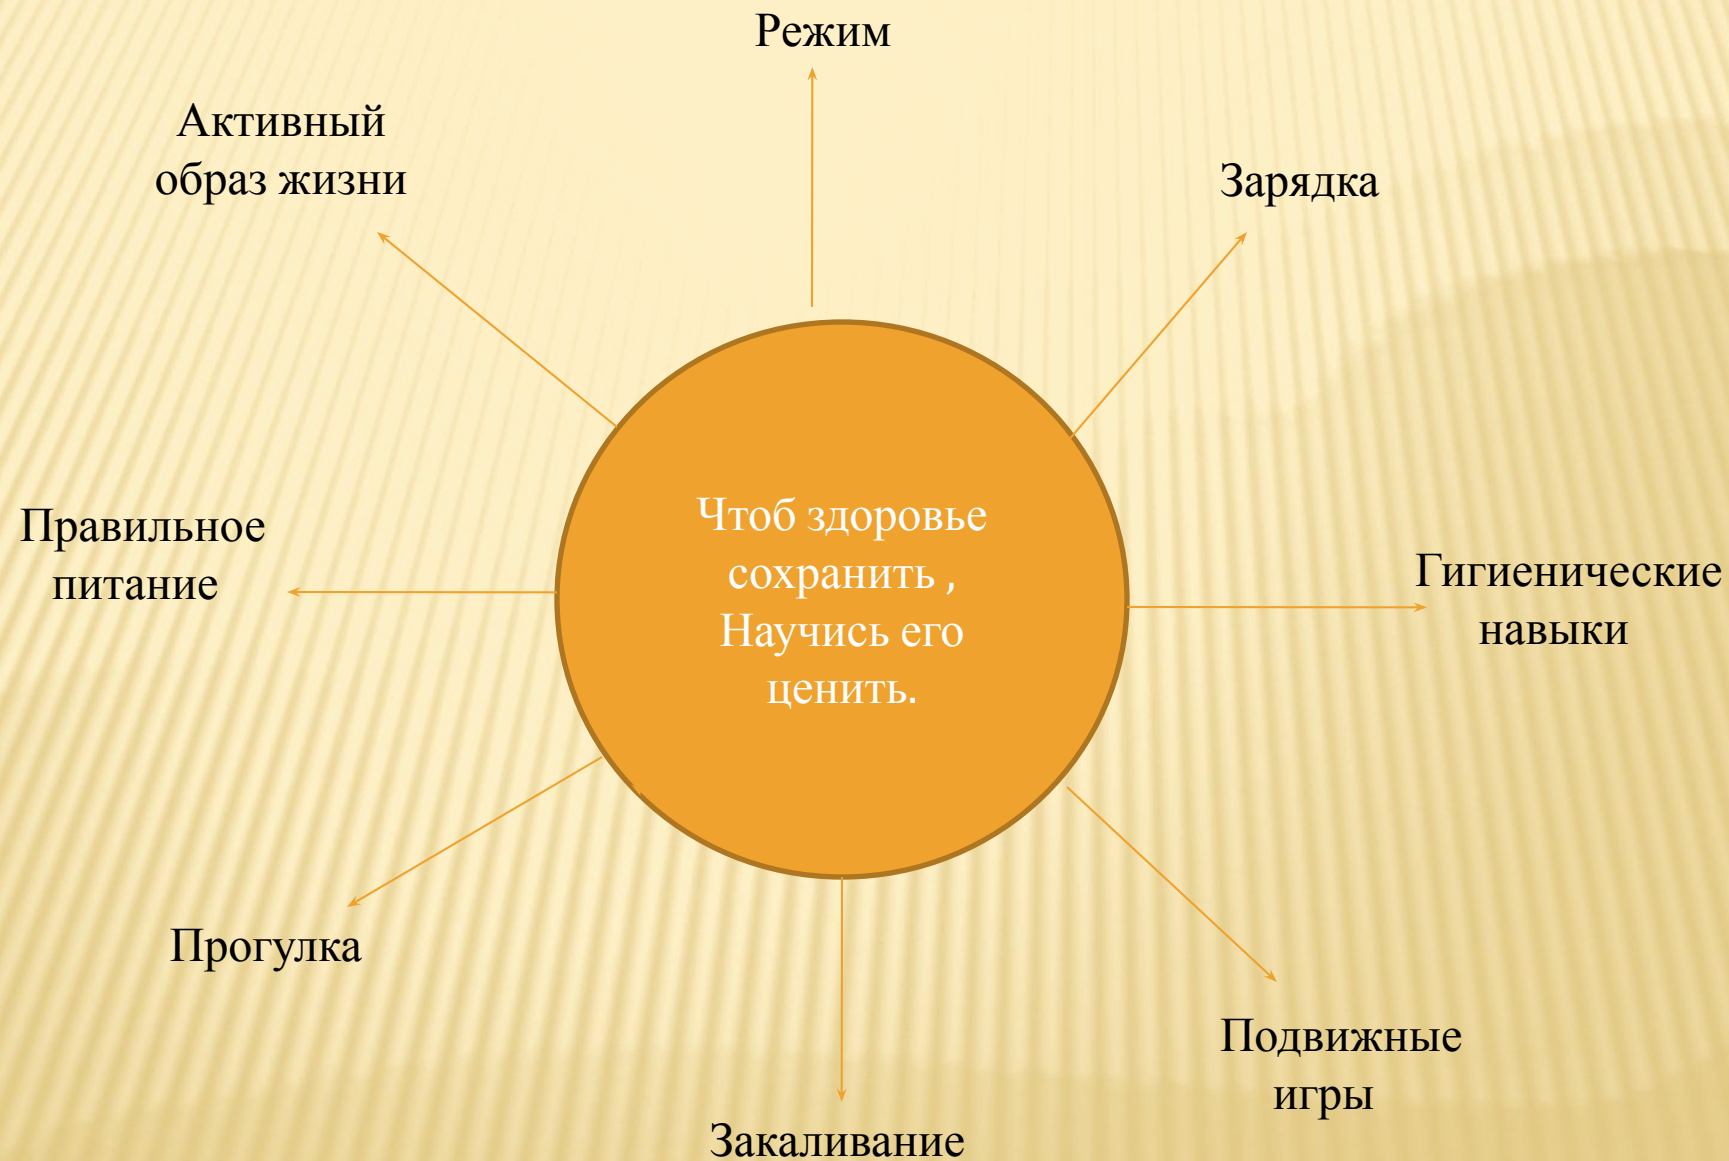 Режим
Активный
образ жизни
Зарядка
Правильное
питание
Чтоб здоровье
сохранить ,
Научись его
ценить.
Гигиенические
навыки
Прогулка
Подвижные
игры
Закаливание